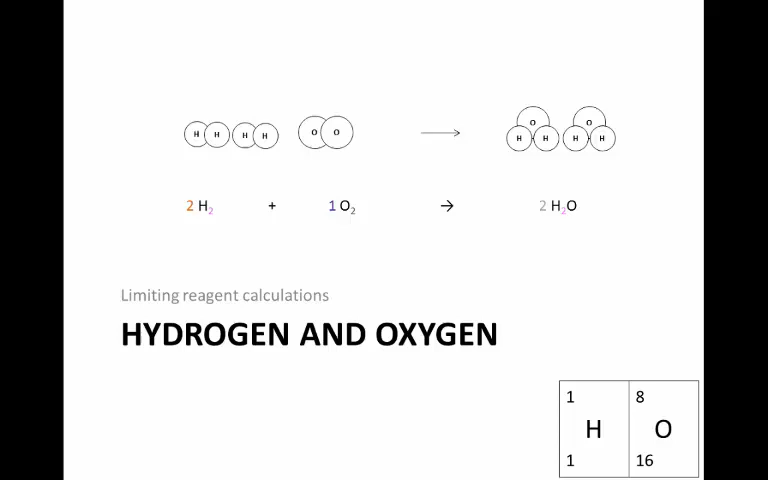 H H H H O O O H H O H H
2 H₂ + 1 O₂ → 2 H₂O
Limiting reagent calculations
HYDROGEN AND OXYGEN
1 8
H O
1 16